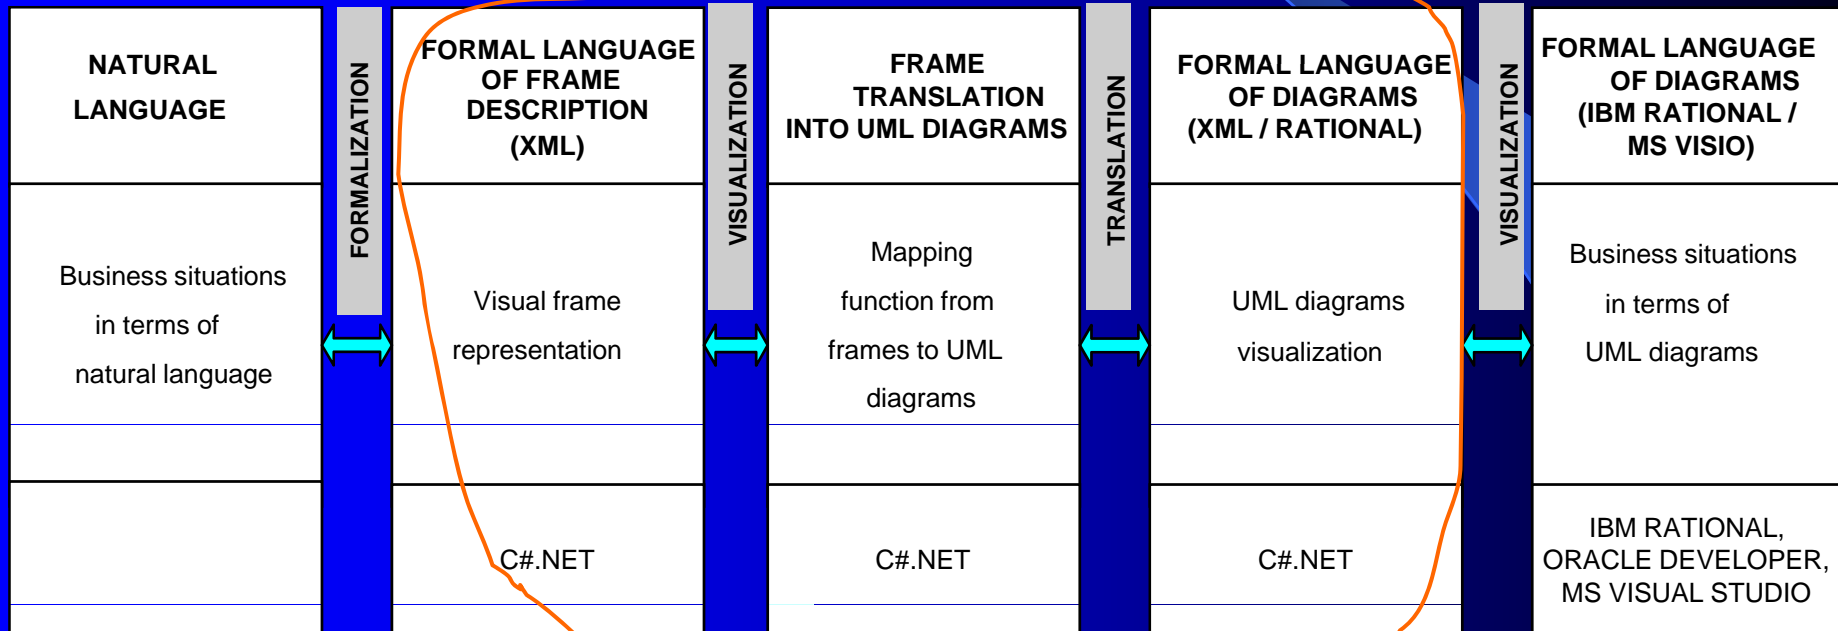 NATURAL
LANGUAGE
Business situations
in terms of
natural language
FORMALIZATION
FORMAL LANGUAGE
OF FRAME
DESCRIPTION
(XML)
Visual frame
representation
C#.NET
VISUALIZATION
FRAME
TRANSLATION
INTO UML DIAGRAMS
Mapping
function from
frames to UML
diagrams
C#.NET
TRANSLATION
FORMAL LANGUAGE
OF DIAGRAMS
(XML / RATIONAL)
UML diagrams
visualization
C#.NET
VISUALIZATION
FORMAL LANGUAGE
OF DIAGRAMS
(IBM RATIONAL /
MS VISIO)
Business situations
in terms of
UML diagrams
IBM RATIONAL,
ORACLE DEVELOPER,
MS VISUAL STUDIO